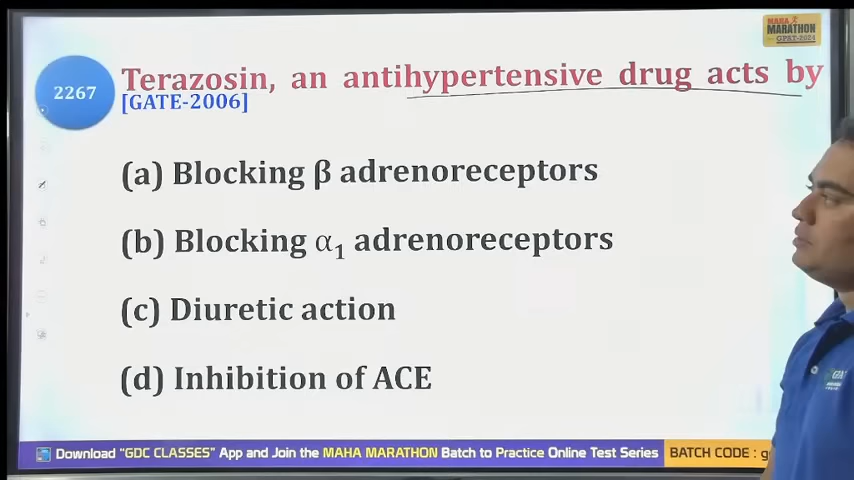 MAHA
MARATHON
GPAT-2024
2267
Terazosin, an antihypertensive drug acts by
[GATE-2006]
(a) Blocking β adrenoreceptors
(b) Blocking α₁ adrenoreceptors
(c) Diuretic action
(d) Inhibition of ACE
Download "GDC CLASSES" App and Join the MAHA MARATHON Batch to Practice Online Test Series
BATCH CODE :